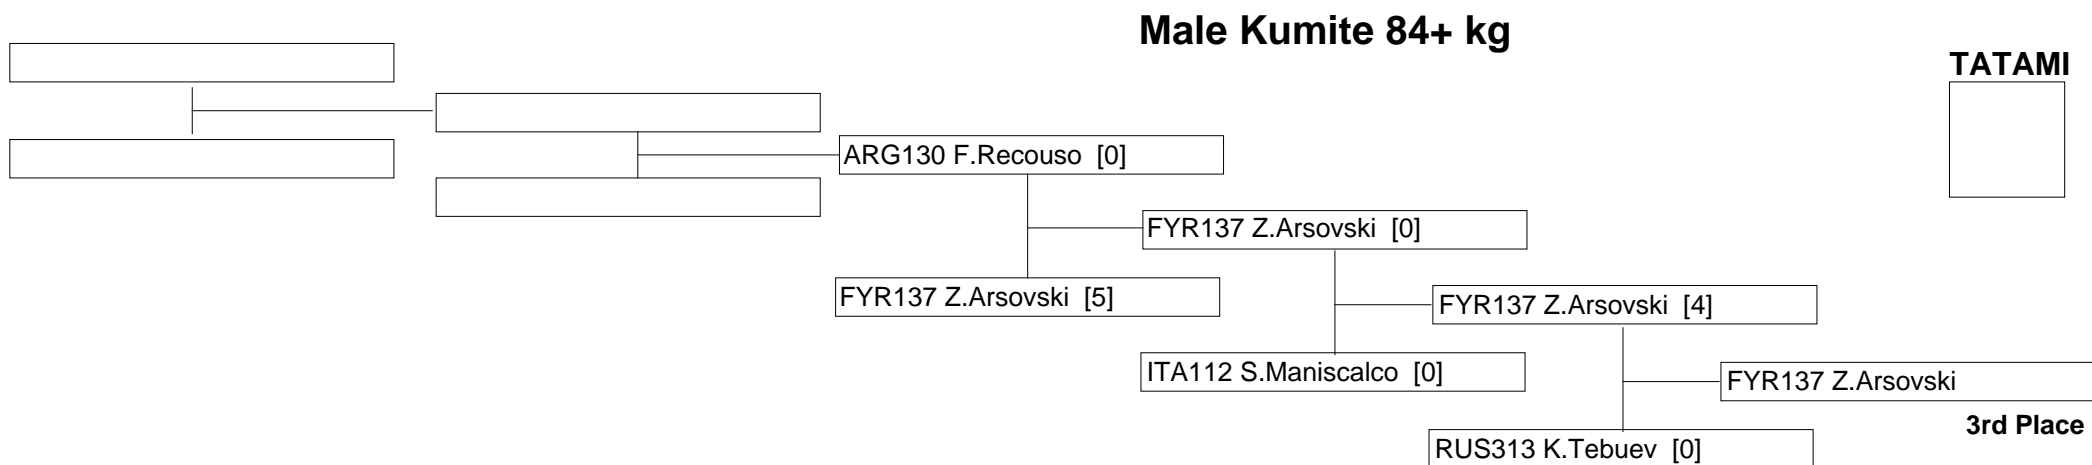 Male Kumite 84+ kg
TATAMI
ARG130 F.Recouso [0]
FYR137 Z.Arsovski [0]
FYR137 Z.Arsovski [5]
FYR137 Z.Arsovski [4]
ITA112 S.Maniscalco [0]
FYR137 Z.Arsovski
3rd Place
RUS313 K.Tebuev [0]